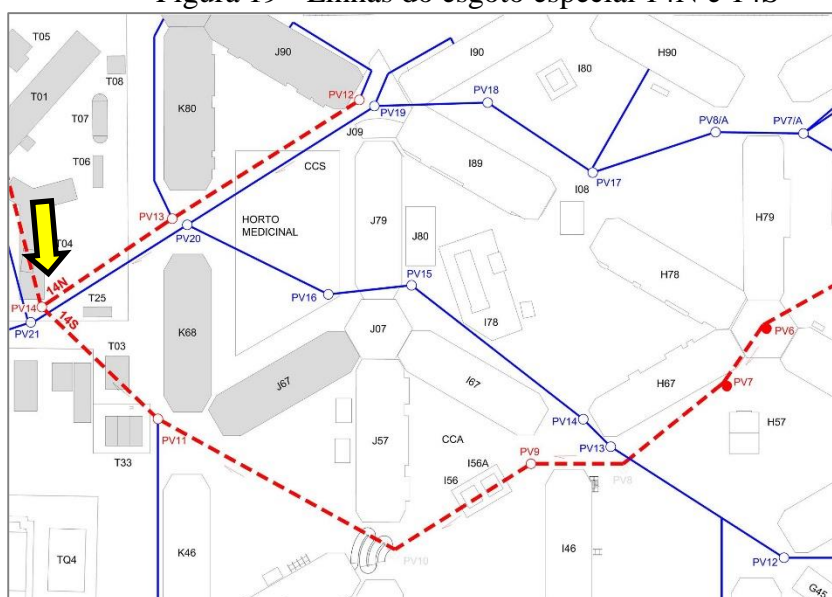 Figura 19 - Linhas do esgoto especial 14N e 14S
T05
T01
T08
T07
T06
T04
K80
J90
PV12
PV19
J09
CCS
I90
PV18
I80
H90
PV8/A
PV7/A
I89
PV17
I08
PV13
PV20
HORTO
MEDICINAL
J79
J80
H79
H78
14N
PV14
14S
PV21
T25
PV16
PV15
I78
K68
J07
PV6
T03
J67
I67
H67
PV7
PV11
PV14
PV13
H57
T33
J57
CCA
I56A
I56
PV9
PV8
TQ4
K46
PV10
I46
PV12
G45